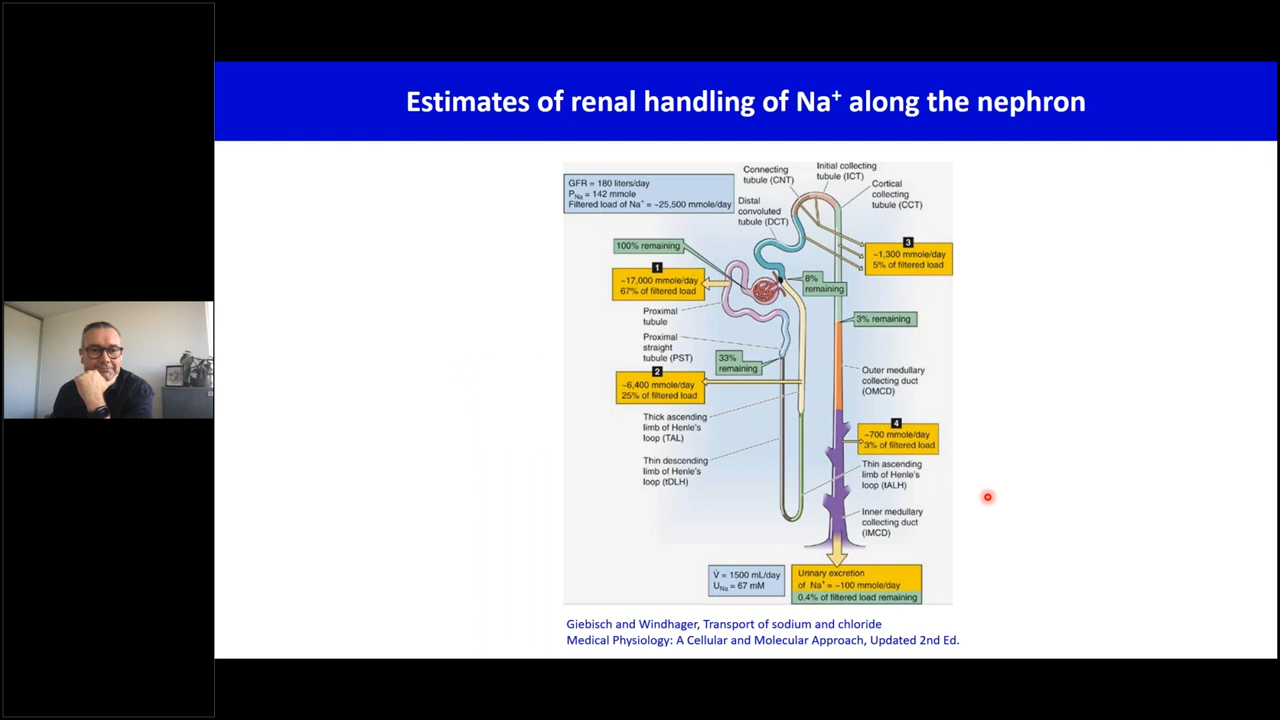 Estimates of renal handling of Na+ along the nephron
GFR = 180 liters/day
PNa = 142 mmole
Filtered load of Na+ = ~25,500 mmole/day
Connecting
tubule (CNT)
Initial collecting
tubule (ICT)
Cortical
collecting
tubule (CCT)
Distal
convoluted
tubule (DCT)
100% remaining
1
~17,000 mmole/day
67% of filtered load
3
~1,300 mmole/day
5% of filtered load
8%
remaining
Proximal
tubule
3% remaining
Proximal
straight
tubule (PST)
33%
remaining
2
~6,400 mmole/day
25% of filtered load
Outer medullary
collecting duct
(OMCD)
Thick ascending
limb of Henle's
loop (TAL)
4
~700 mmole/day
3% of filtered load
Thin descending
limb of Henle's
loop (tDLH)
Thin ascending
limb of Henle's
loop (tALH)
Inner medullary
collecting duct
(IMCD)
V̇ = 1500 mL/day
UNa = 67 mM
Urinary excretion
of Na+ = ~100 mmole/day
0.4% of filtered load remaining
Giebisch and Windhager, Transport of sodium and chloride
Medical Physiology: A Cellular and Molecular Approach, Updated 2nd Ed.